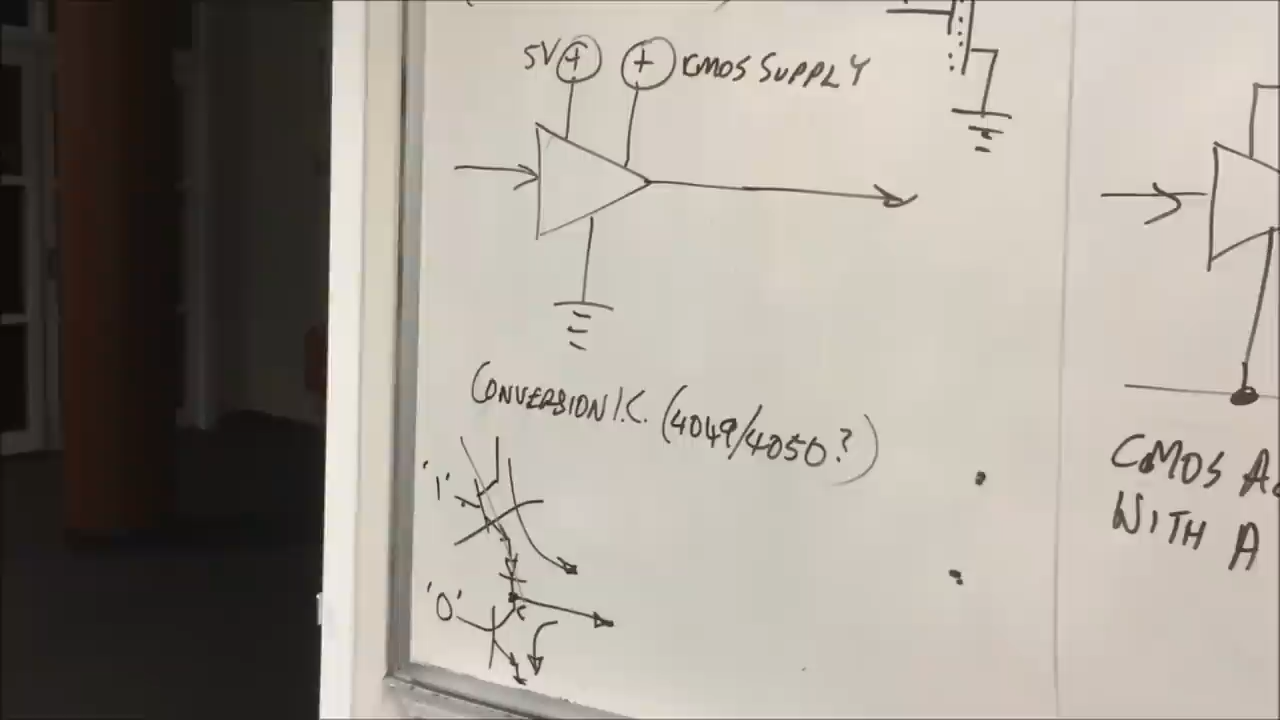 5V + + CMOS SUPPLY
CONVERSION I.C. (4049/4050?)
'1'
'0'
CMOS
WITH A